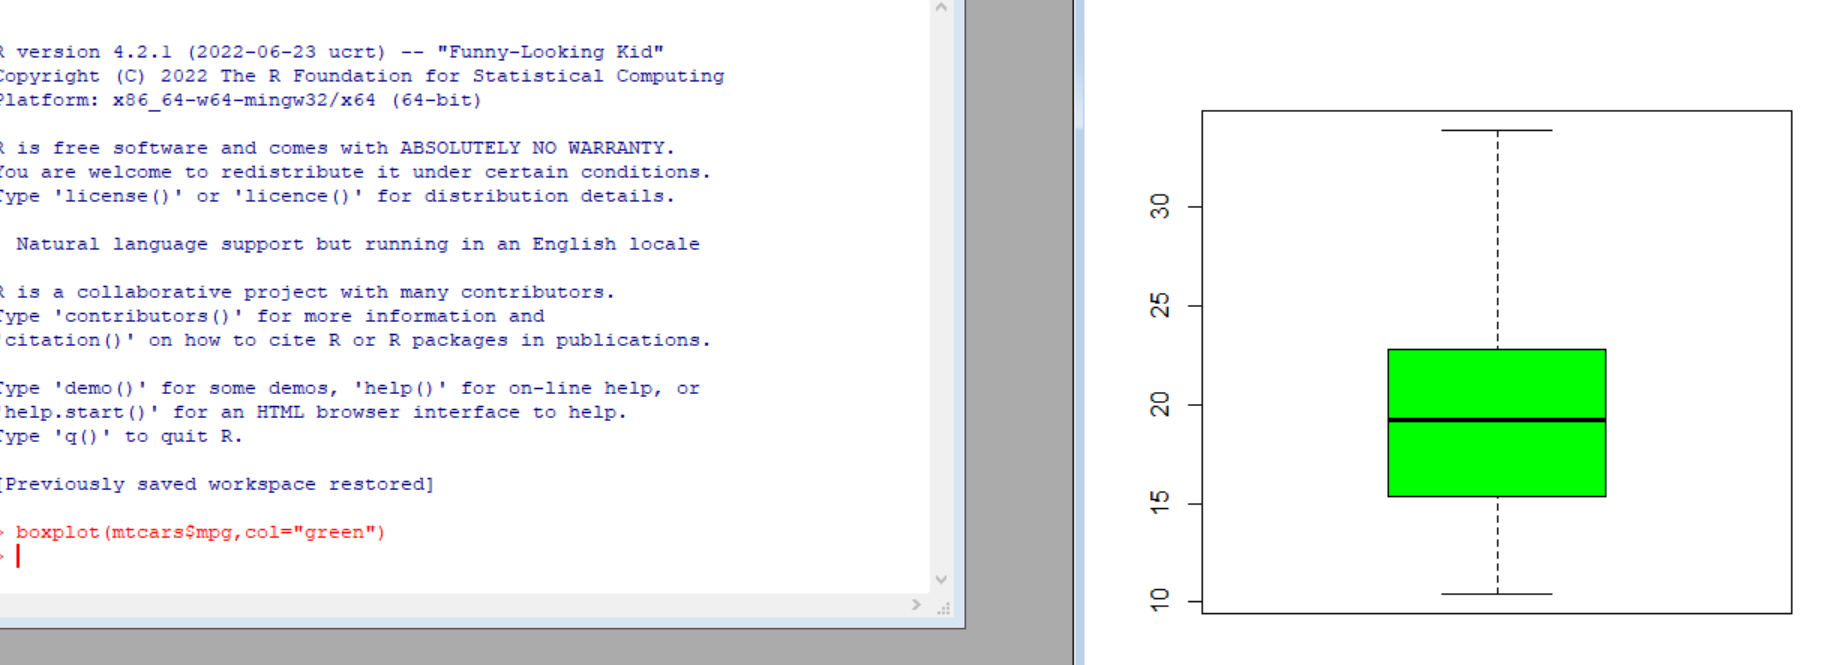 R version 4.2.1 (2022-06-23 ucrt) -- "Funny-Looking Kid"
Copyright (C) 2022 The R Foundation for Statistical Computing
Platform: x86_64-w64-mingw32/x64 (64-bit)
R is free software and comes with ABSOLUTELY NO WARRANTY.
You are welcome to redistribute it under certain conditions.
Type 'license()' or 'licence()' for distribution details.
Natural language support but running in an English locale
R is a collaborative project with many contributors.
Type 'contributors()' for more information and
'citation()' on how to cite R or R packages in publications.
Type 'demo()' for some demos, 'help()' for on-line help, or
'help.start()' for an HTML browser interface to help.
Type 'q()' to quit R.
[Previously saved workspace restored]
> boxplot(mtcars$mpg,col="green")
>
30
25
20
15
10